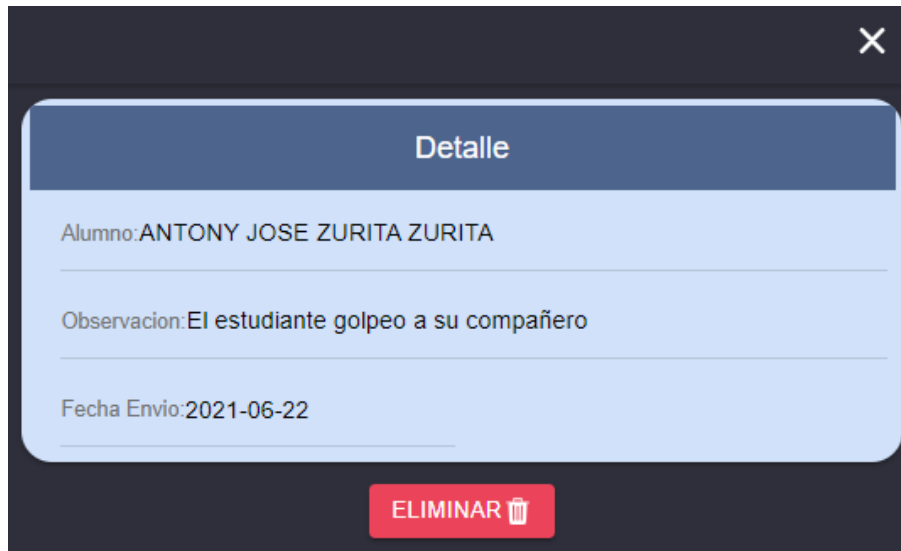 Detalle
Alumno:ANTONY JOSE ZURITA ZURITA
Observacion:El estudiante golpeo a su compañero
Fecha Envio:2021-06-22
ELIMINAR